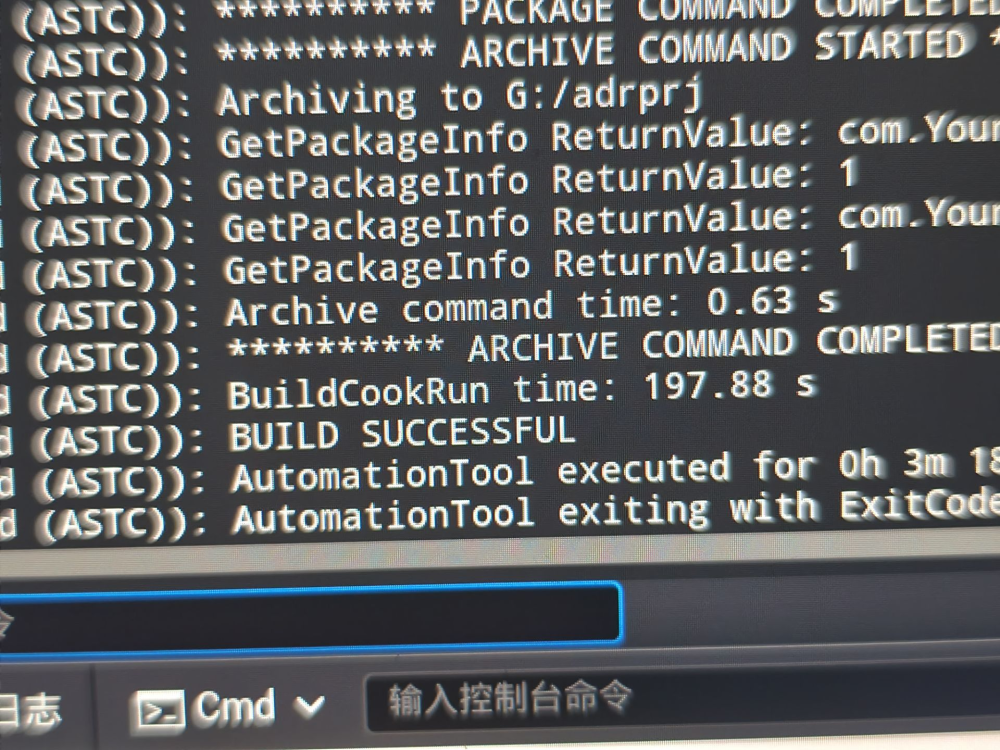 (ASTC)): ********** PACKAGE COMMAND COMPLETED
(ASTC)): ********** ARCHIVE COMMAND STARTED *
(ASTC)): Archiving to G:/adrprj
(ASTC)): GetPackageInfo ReturnValue: com.Your
(ASTC)): GetPackageInfo ReturnValue: 1
(ASTC)): GetPackageInfo ReturnValue: com.Your
(ASTC)): GetPackageInfo ReturnValue: 1
d (ASTC)): Archive command time: 0.63 s
d (ASTC)): ********** ARCHIVE COMMAND COMPLETED
d (ASTC)): BuildCookRun time: 197.88 s
d (ASTC)): BUILD SUCCESSFUL
d (ASTC)): AutomationTool executed for 0h 3m 18
d (ASTC)): AutomationTool exiting with ExitCode
令
日志 Cmd 输入控制台命令